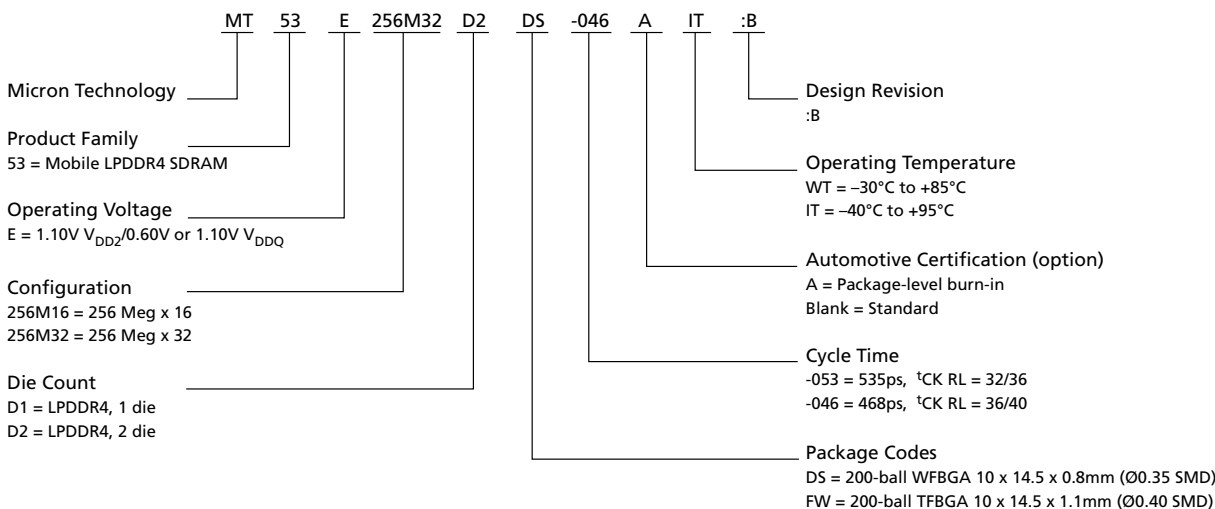 MT 53 E 256M32 D2 DS -046 A IT :B
Micron Technology
Product Family
53 = Mobile LPDDR4 SDRAM
Operating Voltage
E = 1.10V VDD2/0.60V or 1.10V VDDQ
Configuration
256M16 = 256 Meg x 16
256M32 = 256 Meg x 32
Die Count
D1 = LPDDR4, 1 die
D2 = LPDDR4, 2 die
Design Revision
:B
Operating Temperature
WT = –30°C to +85°C
IT = –40°C to +95°C
Automotive Certification (option)
A = Package-level burn-in
Blank = Standard
Cycle Time
-053 = 535ps, tCK RL = 32/36
-046 = 468ps, tCK RL = 36/40
Package Codes
DS = 200-ball WFBGA 10 x 14.5 x 0.8mm (Ø0.35 SMD)
FW = 200-ball TFBGA 10 x 14.5 x 1.1mm (Ø0.40 SMD)